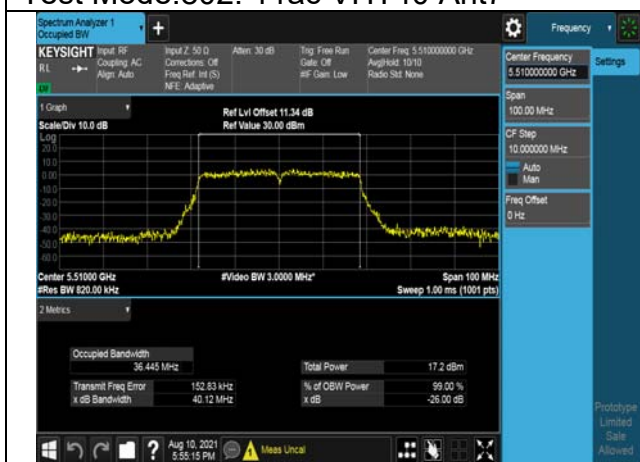 Test Mode:802.11ac VHT40 Ant7
Spectrum Analyzer 1
Occupied BW
Frequency
KEYSIGHT Input: RF Input Z: 50 Ω Atten: 30 dB Trig: Free Run Center Freq: 5.510000000 GHz
RL Coupling: AC Corrections: Off Gate: Off Avg|Hold: 10/10
Align: Auto Freq Ref: Int (S) #IF Gain: Low Radio Std: None
NFE: Adaptive
Center Frequency
5.510000000 GHz
Settings
Span
100.00 MHz
CF Step
10.000000 MHz
Auto
Man
Freq Offset
0 Hz
1 Graph
Scale/Div 10.0 dB
Ref Lvl Offset 11.34 dB
Ref Value 30.00 dBm
Log
20.0
10.0
0.00
-10.0
-20.0
-30.0
-40.0
-50.0
-60.0
Center 5.51000 GHz #Video BW 3.0000 MHz* Span 100 MHz
#Res BW 820.00 kHz Sweep 1.00 ms (1001 pts)
2 Metrics
Occupied Bandwidth
36.445 MHz Total Power 17.2 dBm
Transmit Freq Error 152.83 kHz % of OBW Power 99.00 %
x dB Bandwidth 40.12 MHz x dB -26.00 dB
Prototype
Limited
Sale
Allowed
? Aug 10, 2021
5:55:15 PM
Meas Uncal